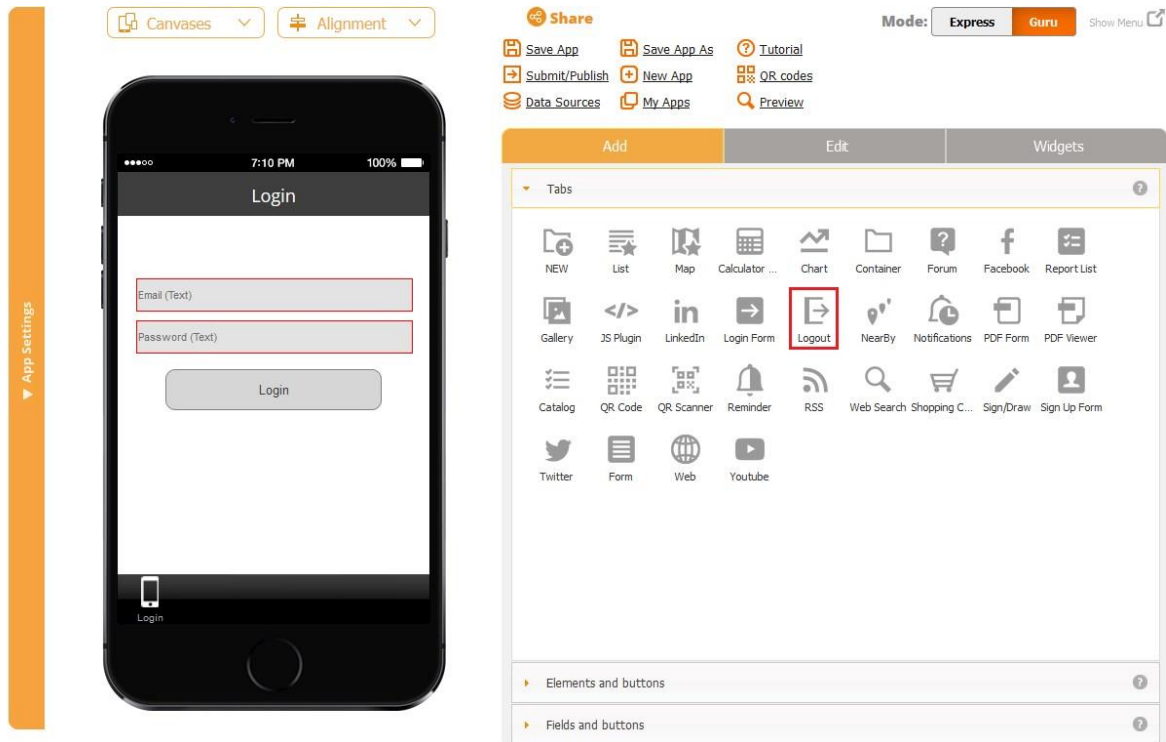 Canvases
Alignment
Share
Mode:
Express
Guru
Show Menu
Save App
Save App As
Tutorial
Submit/Publish
New App
QR codes
Data Sources
My Apps
Preview
App Settings
7:10 PM
100%
Login
Email (Text)
Password (Text)
Login
Login
Add
Edit
Widgets
Tabs
NEW
List
Map
Calculator ...
Chart
Container
Forum
Facebook
Report List
Gallery
JS Plugin
LinkedIn
Login Form
Logout
NearBy
Notifications
PDF Form
PDF Viewer
Catalog
QR Code
QR Scanner
Reminder
RSS
Web Search
Shopping C...
Sign/Draw
Sign Up Form
Twitter
Form
Web
Youtube
Elements and buttons
Fields and buttons